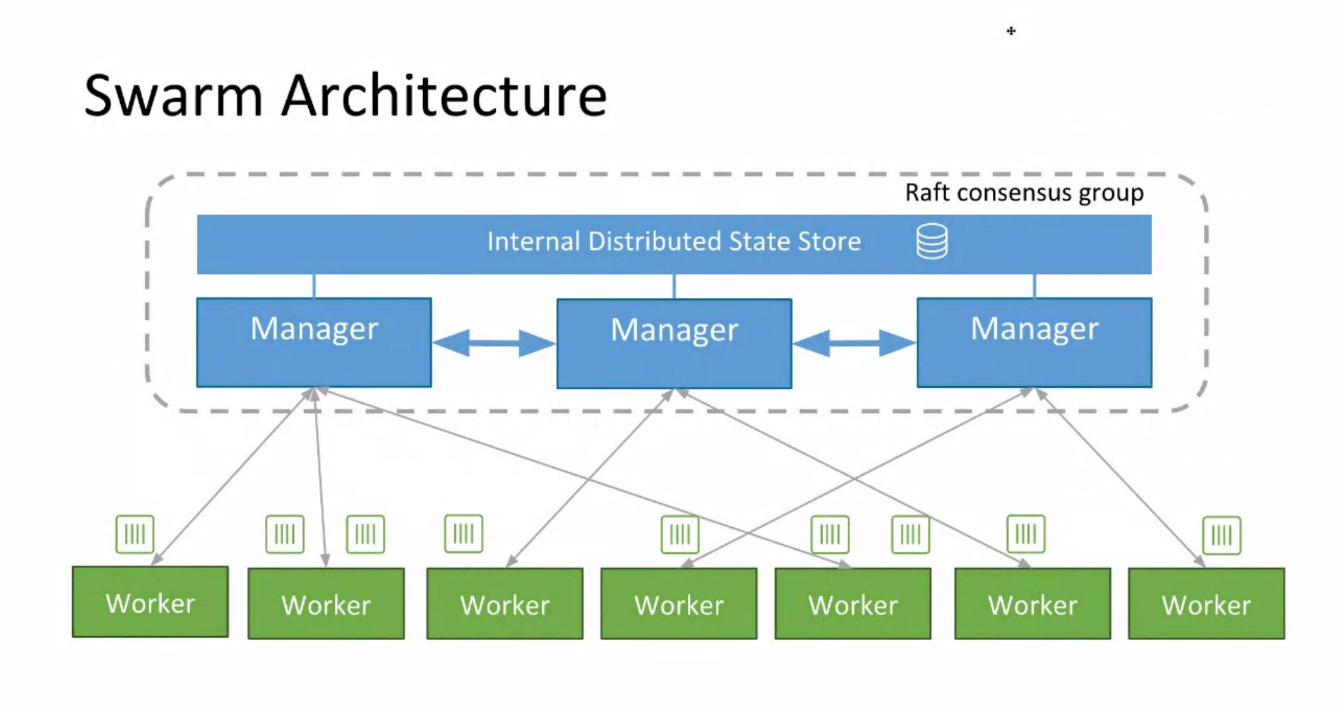 Swarm Architecture
Raft consensus group
Internal Distributed State Store
Manager
Manager
Manager
Worker
Worker
Worker
Worker
Worker
Worker
Worker